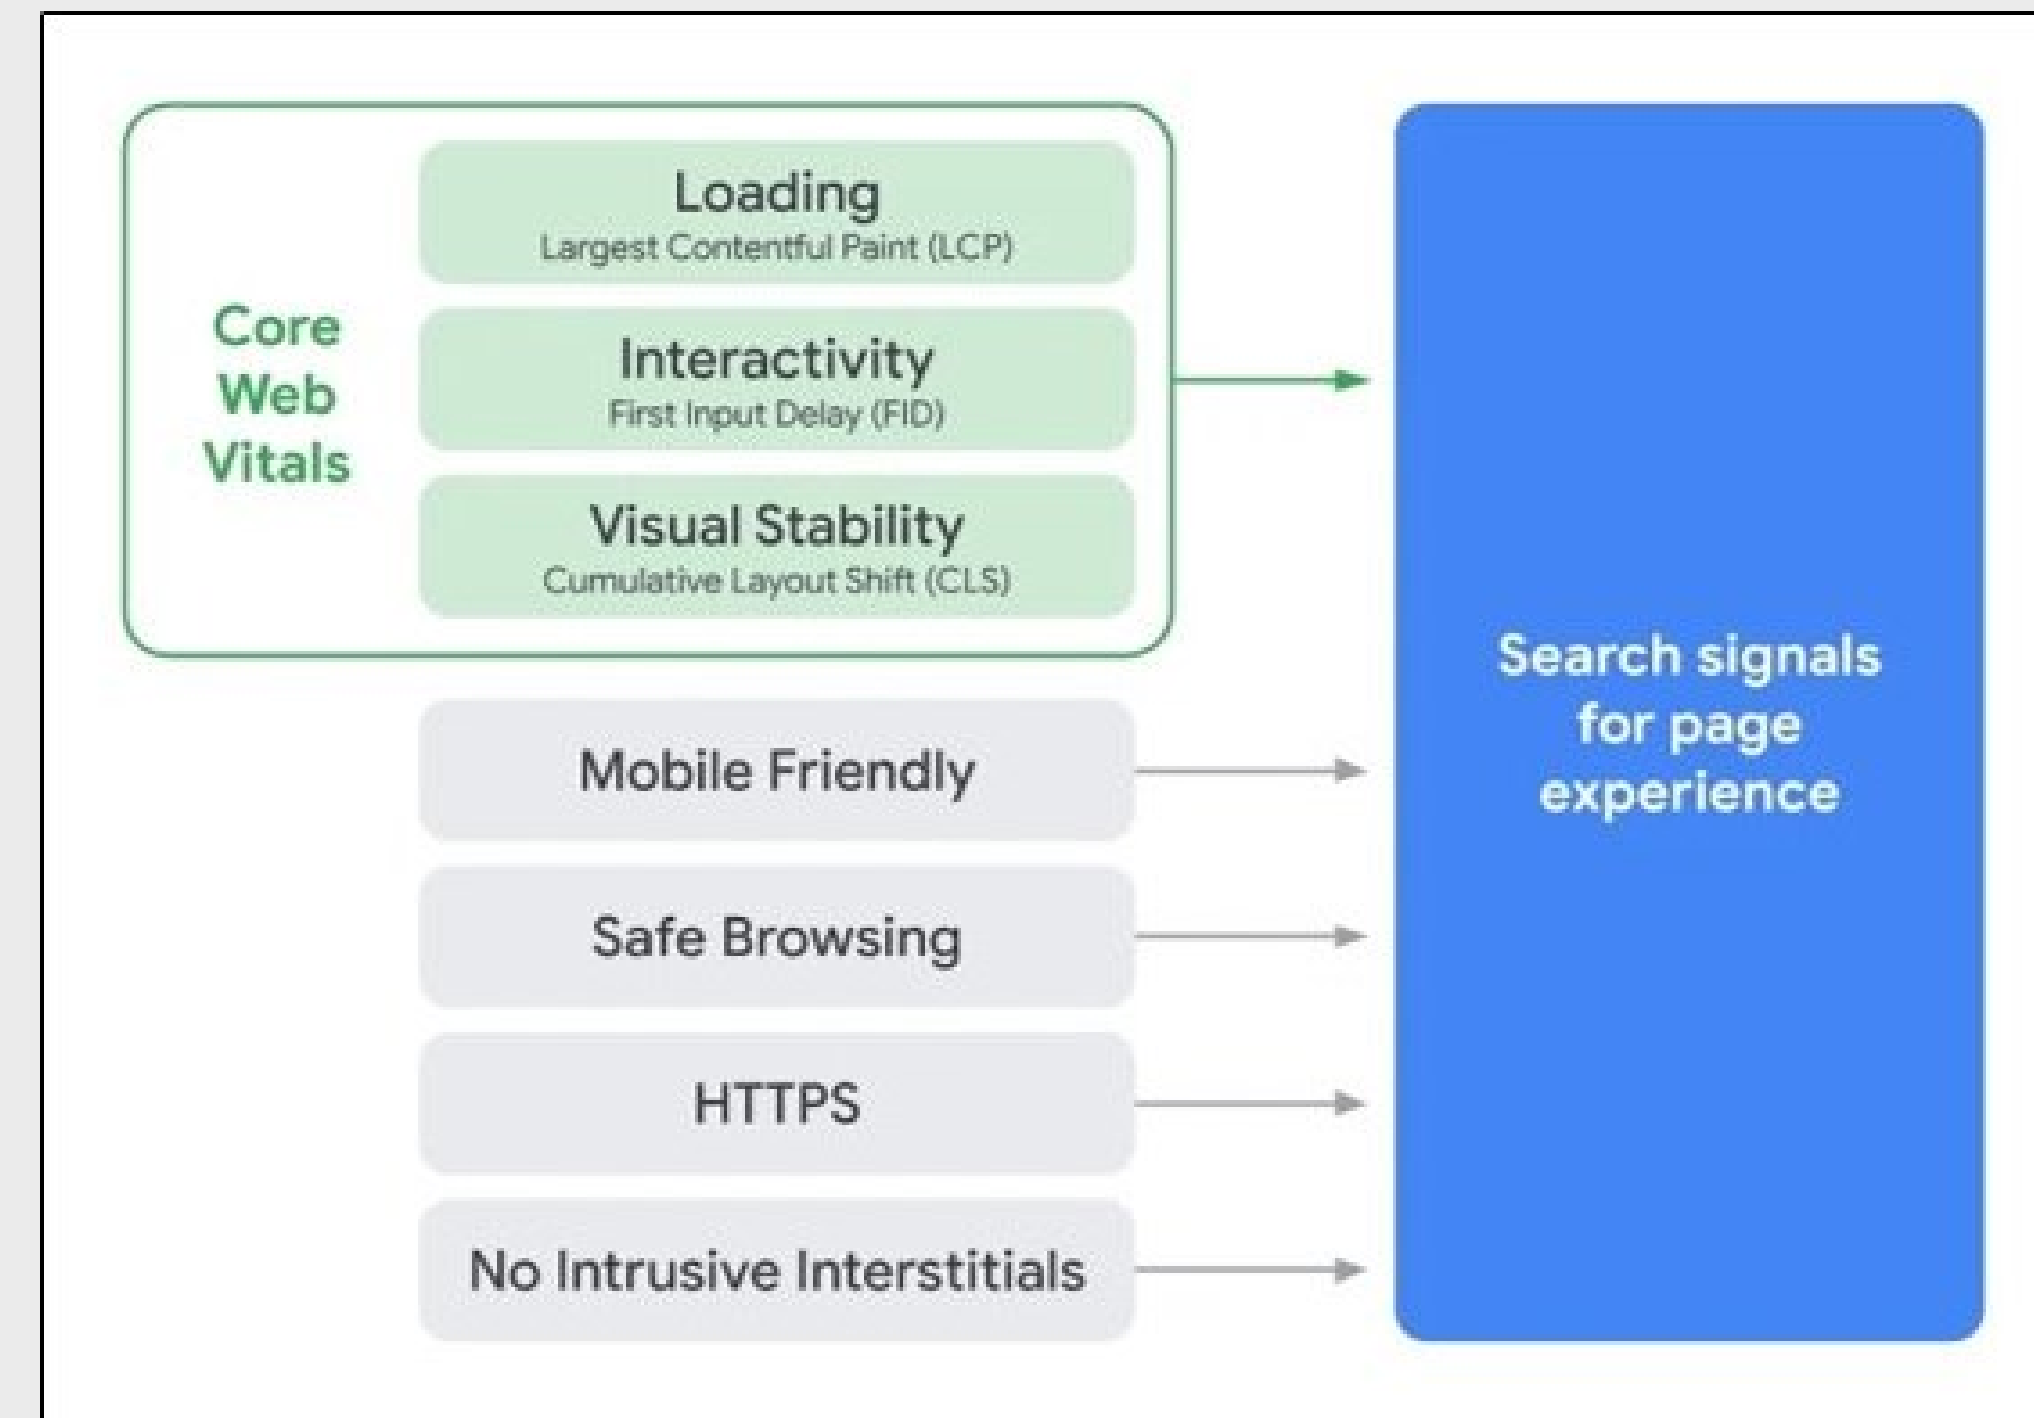 Core
Web
Vitals
Loading
Largest Contentful Paint (LCP)
Interactivity
First Input Delay (FID)
Visual Stability
Cumulative Layout Shift (CLS)
Mobile Friendly
Safe Browsing
HTTPS
No Intrusive Interstitials
Search signals
for page
experience